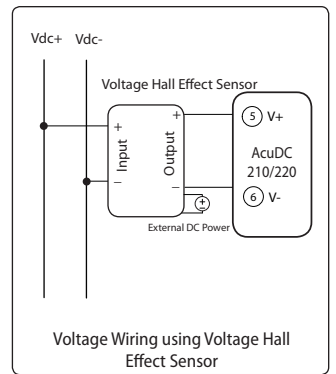 Vdc+ Vdc-
Voltage Hall Effect Sensor
+ Input −
+ Output −
5 V+
AcuDC
210/220
6 V-
+
−
External DC Power
Voltage Wiring using Voltage Hall
Effect Sensor